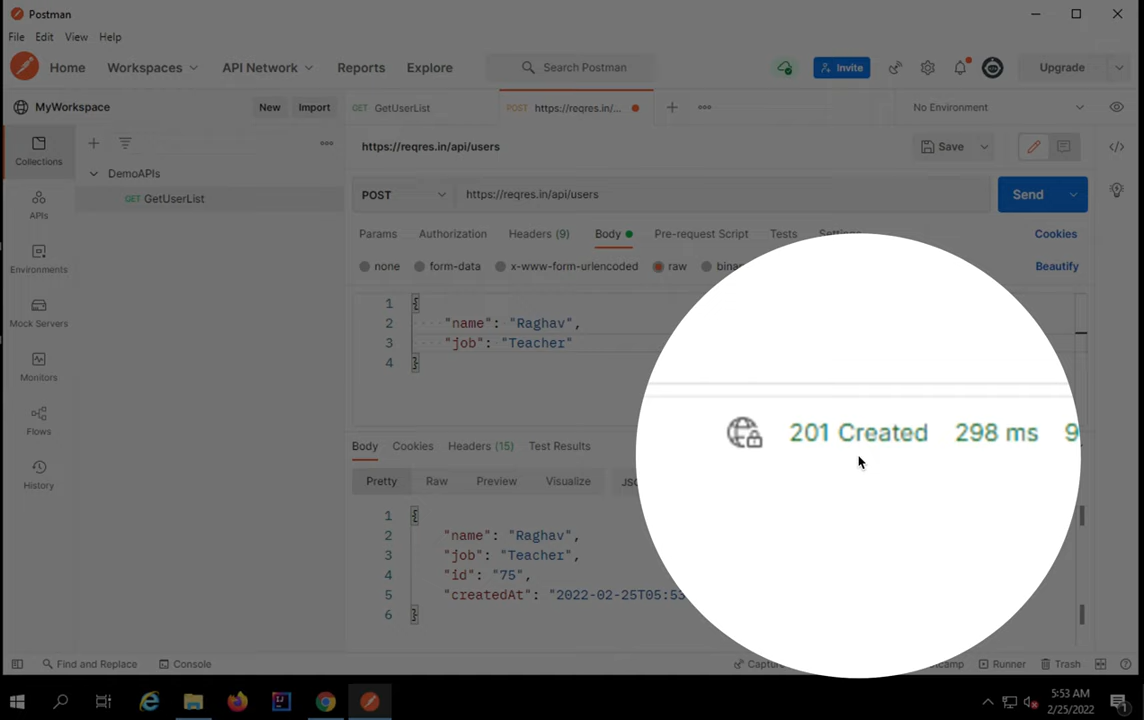 Postman
File Edit View Help
Home Workspaces API Network Reports Explore Search Postman Invite Upgrade
MyWorkspace New Import GET GetUserList POST https://reqres.in/... No Environment
Collections
DemoAPIs
GET GetUserList
APIs
Environments
Mock Servers
Monitors
Flows
History
https://reqres.in/api/users Save
POST https://reqres.in/api/users Send
Params Authorization Headers (9) Body Pre-request Script Tests Settings Cookies
none form-data x-www-form-urlencoded raw Beautify
1 {
2 "name": "Raghav",
3 "job": "Teacher"
4 }
201 Created 298 ms
Body Cookies Headers (15) Test Results
Pretty Raw Preview Visualize
1 {
2 "name": "Raghav",
3 "job": "Teacher",
4 "id": "75",
5 "createdAt": "2022-02-25T05:53
6 }
Find and Replace Console Runner Trash
5:53 AM
2/25/2022
1